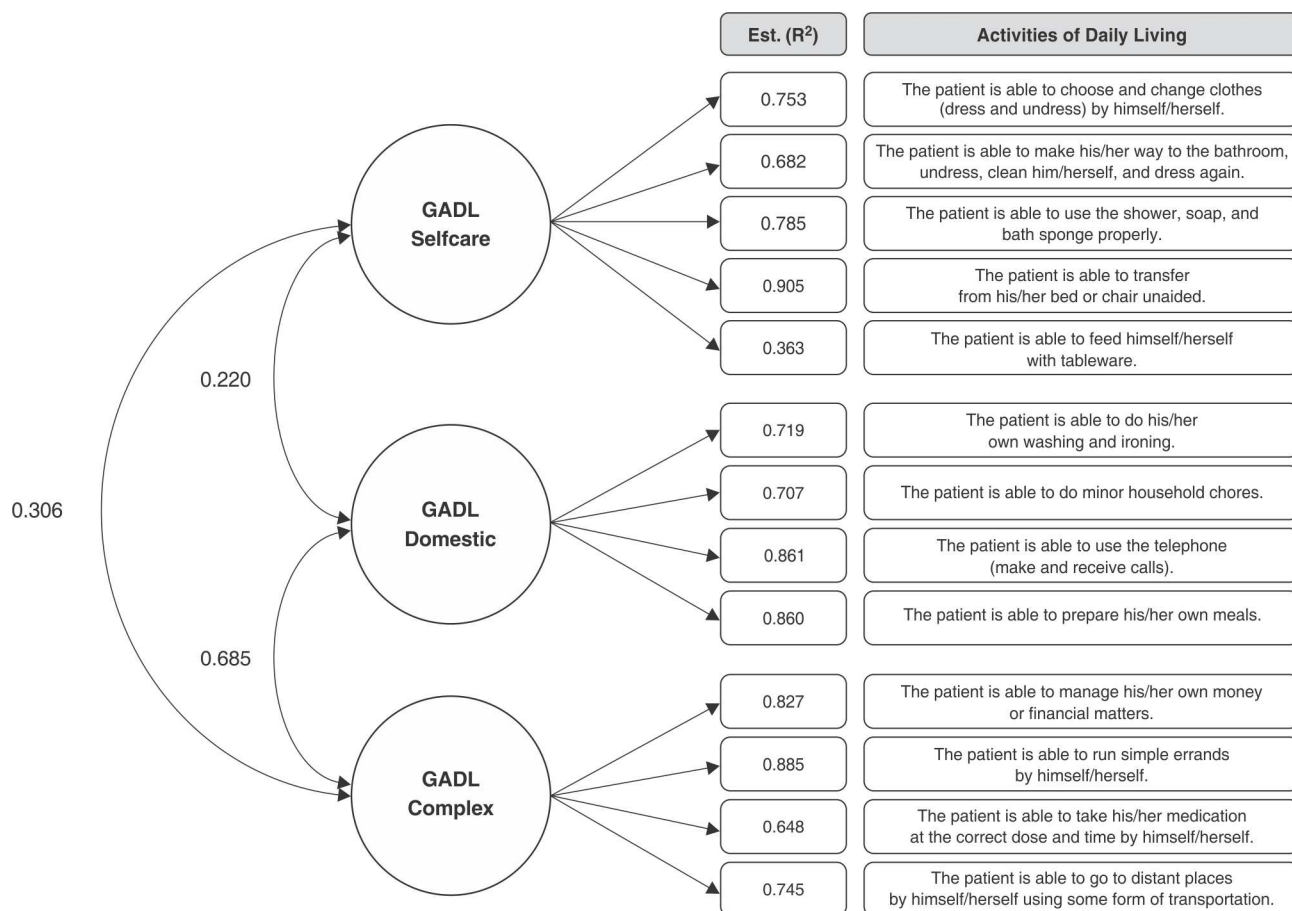 Est. (R²)
Activities of Daily Living
0.753
The patient is able to choose and change clothes
(dress and undress) by himself/herself.
0.682
The patient is able to make his/her way to the bathroom,
undress, clean him/herself, and dress again.
GADL
Selfcare
0.785
The patient is able to use the shower, soap, and
bath sponge properly.
0.905
The patient is able to transfer
from his/her bed or chair unaided.
0.363
The patient is able to feed himself/herself
with tableware.
0.220
0.719
The patient is able to do his/her
own washing and ironing.
0.306
GADL
Domestic
0.707
The patient is able to do minor household chores.
0.861
The patient is able to use the telephone
(make and receive calls).
0.860
The patient is able to prepare his/her own meals.
0.685
0.827
The patient is able to manage his/her own money
or financial matters.
GADL
Complex
0.885
The patient is able to run simple errands
by himself/herself.
0.648
The patient is able to take his/her medication
at the correct dose and time by himself/herself.
0.745
The patient is able to go to distant places
by himself/herself using some form of transportation.